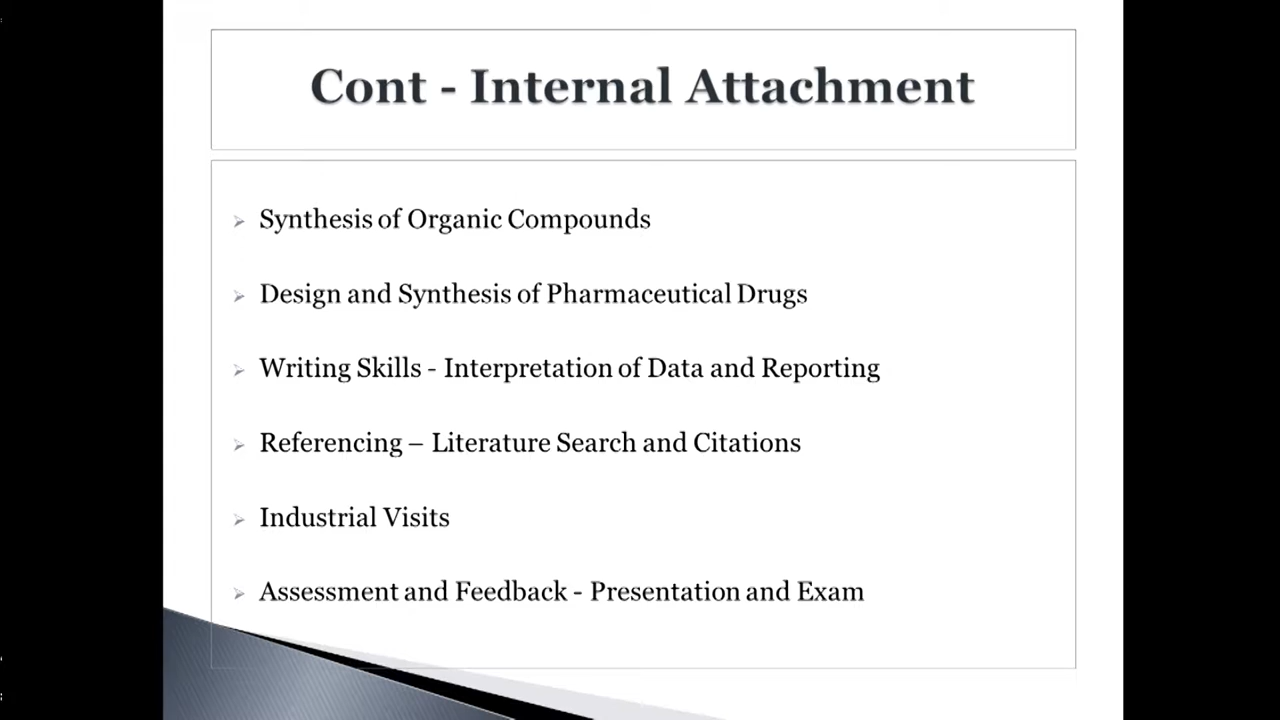 Cont - Internal Attachment
Synthesis of Organic Compounds
Design and Synthesis of Pharmaceutical Drugs
Writing Skills - Interpretation of Data and Reporting
Referencing – Literature Search and Citations
Industrial Visits
Assessment and Feedback - Presentation and Exam